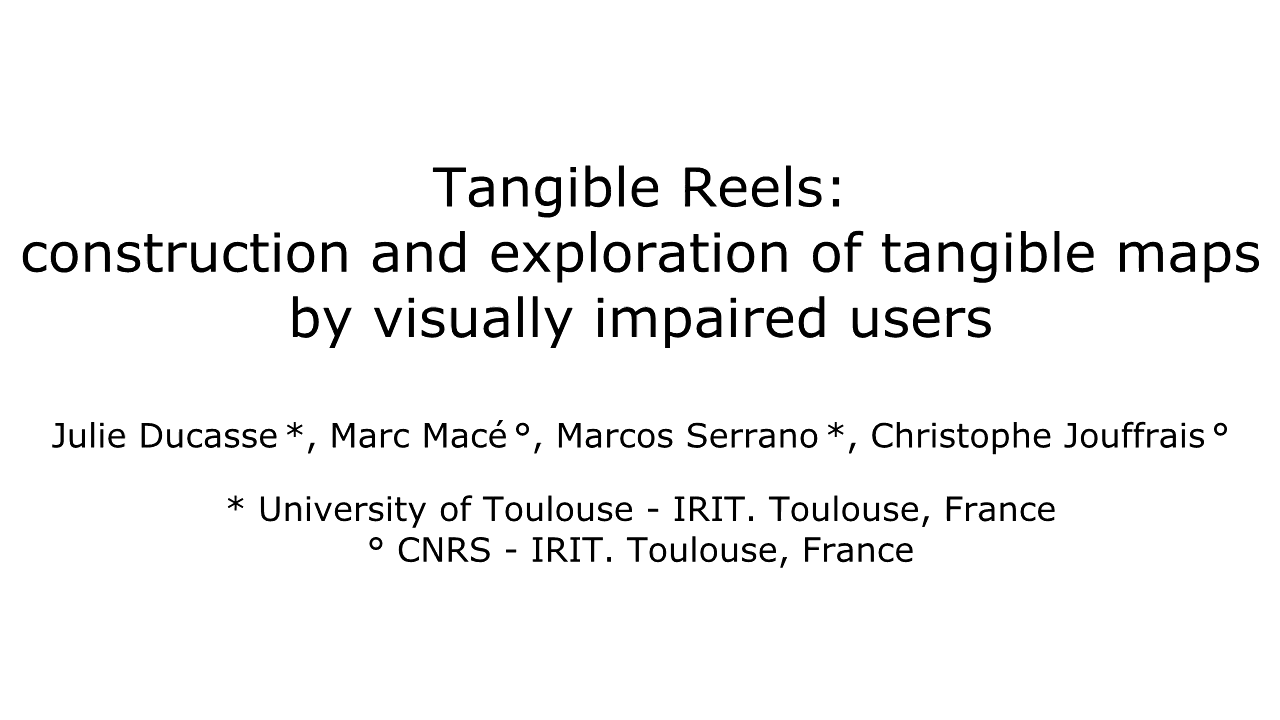 Tangible Reels:
construction and exploration of tangible maps
by visually impaired users
Julie Ducasse *, Marc Macé °, Marcos Serrano *, Christophe Jouffrais °
* University of Toulouse - IRIT. Toulouse, France
° CNRS - IRIT. Toulouse, France